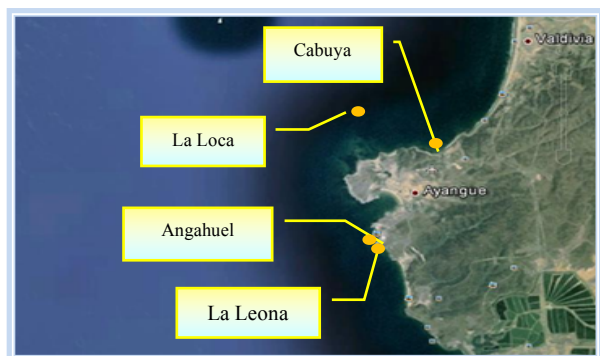 Cabuya
Valdivia
La Loca
Ayangue
Angahuel
La Leona